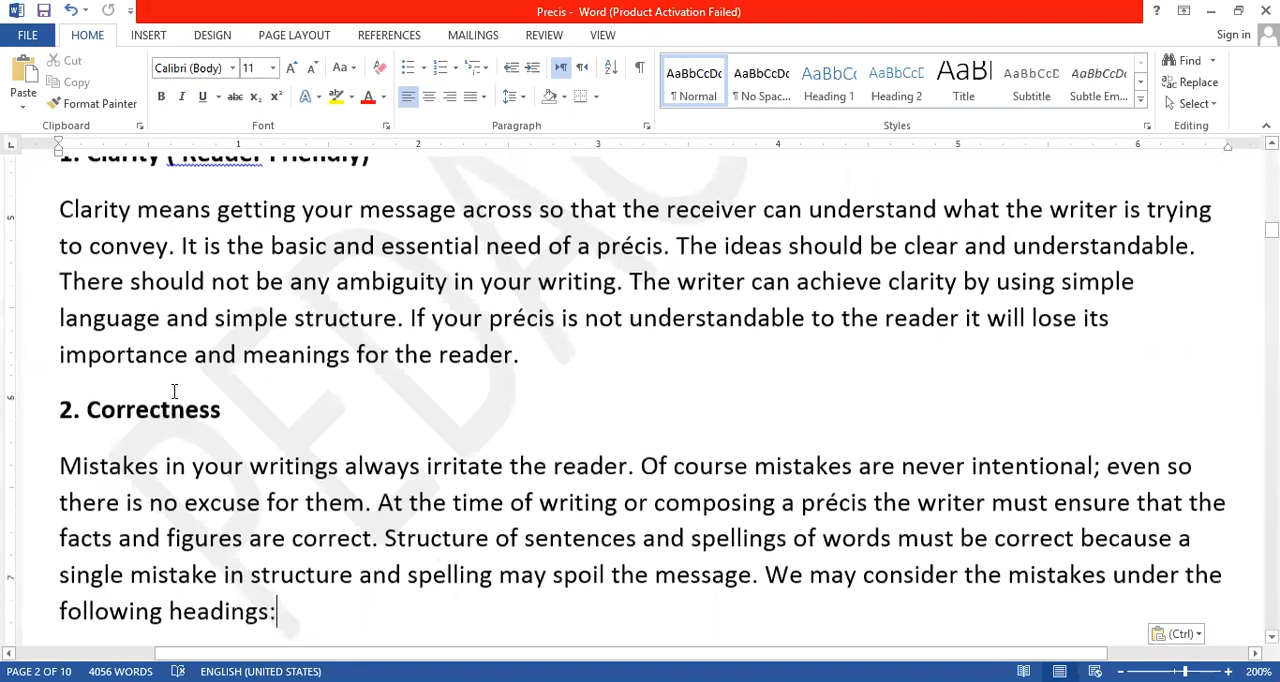 Precis - Word (Product Activation Failed)
Sign in
FILE HOME INSERT DESIGN PAGE LAYOUT REFERENCES MAILINGS REVIEW VIEW
Paste
Cut
Copy
Format Painter
Clipboard
Calibri (Body) 11
Font
Paragraph
AaBbCcDc AaBbCcDc AaBbCc AaBbCcD AaBl AaBbCcD AaBbCcDc
¶ Normal ¶ No Spac... Heading 1 Heading 2 Title Subtitle Subtle Em...
Styles
Find
Replace
Select
Editing
1 2 3 4 5 6
1. Clarity ( Reader Friendly)
Clarity means getting your message across so that the receiver can understand what the writer is trying
to convey. It is the basic and essential need of a précis. The ideas should be clear and understandable.
There should not be any ambiguity in your writing. The writer can achieve clarity by using simple
language and simple structure. If your précis is not understandable to the reader it will lose its
importance and meanings for the reader.
2. Correctness
Mistakes in your writings always irritate the reader. Of course mistakes are never intentional; even so
there is no excuse for them. At the time of writing or composing a précis the writer must ensure that the
facts and figures are correct. Structure of sentences and spellings of words must be correct because a
single mistake in structure and spelling may spoil the message. We may consider the mistakes under the
following headings:
(Ctrl)
PAGE 2 OF 10 4056 WORDS ENGLISH (UNITED STATES) 200%